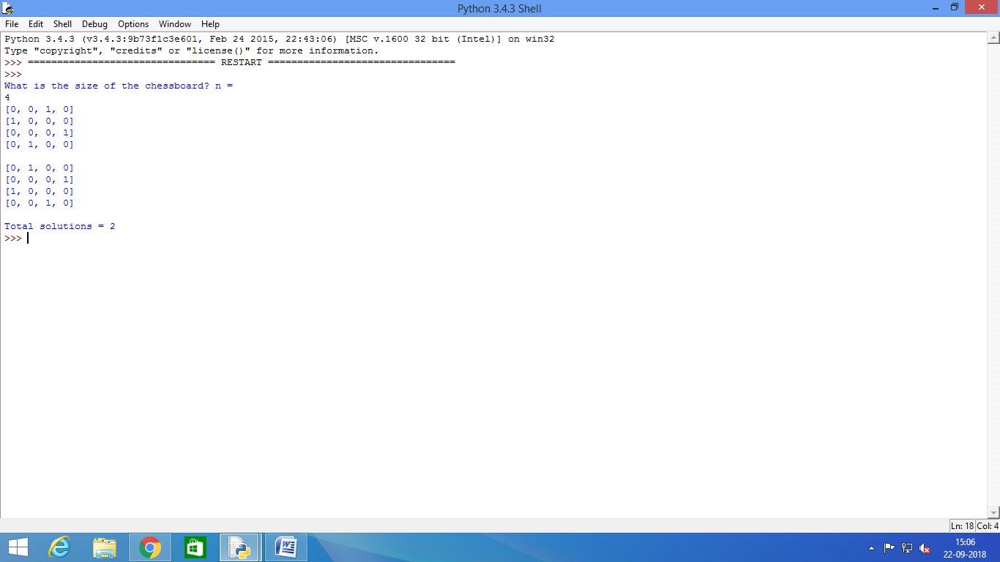 Python 3.4.3 Shell
File Edit Shell Debug Options Window Help
Python 3.4.3 (v3.4.3:9b73f1c3e601, Feb 24 2015, 22:43:06) [MSC v.1600 32 bit (Intel)] on win32
Type "copyright", "credits" or "license()" for more information.
>>> ================================ RESTART ================================
>>>
What is the size of the chessboard? n =
4
[0, 0, 1, 0]
[1, 0, 0, 0]
[0, 0, 0, 1]
[0, 1, 0, 0]
[0, 1, 0, 0]
[0, 0, 0, 1]
[1, 0, 0, 0]
[0, 0, 1, 0]
Total solutions = 2
>>>
Ln: 18 Col: 4
15:06
22-09-2018